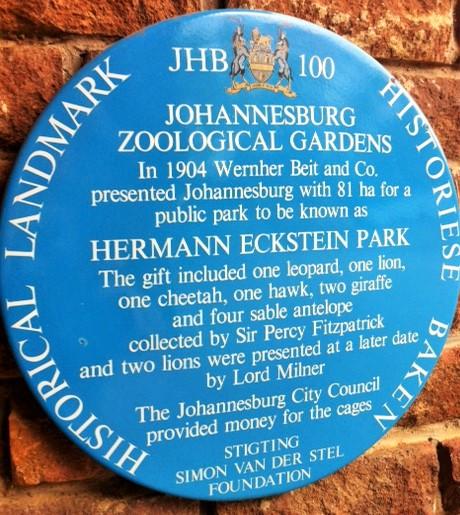 JHB 100
HISTORICAL LANDMARK
HISTORIESE BAKEN
JOHANNESBURG
ZOOLOGICAL GARDENS
In 1904 Wernher Beit and Co.
presented Johannesburg with 81 ha for a
public park to be known as
HERMANN ECKSTEIN PARK
The gift included one leopard, one lion,
one cheetah, one hawk, two giraffe
and four sable antelope
collected by Sir Percy Fitzpatrick
and two lions were presented at a later date
by Lord Milner
The Johannesburg City Council
provided money for the cages
STIGTING
SIMON VAN DER STEL
FOUNDATION